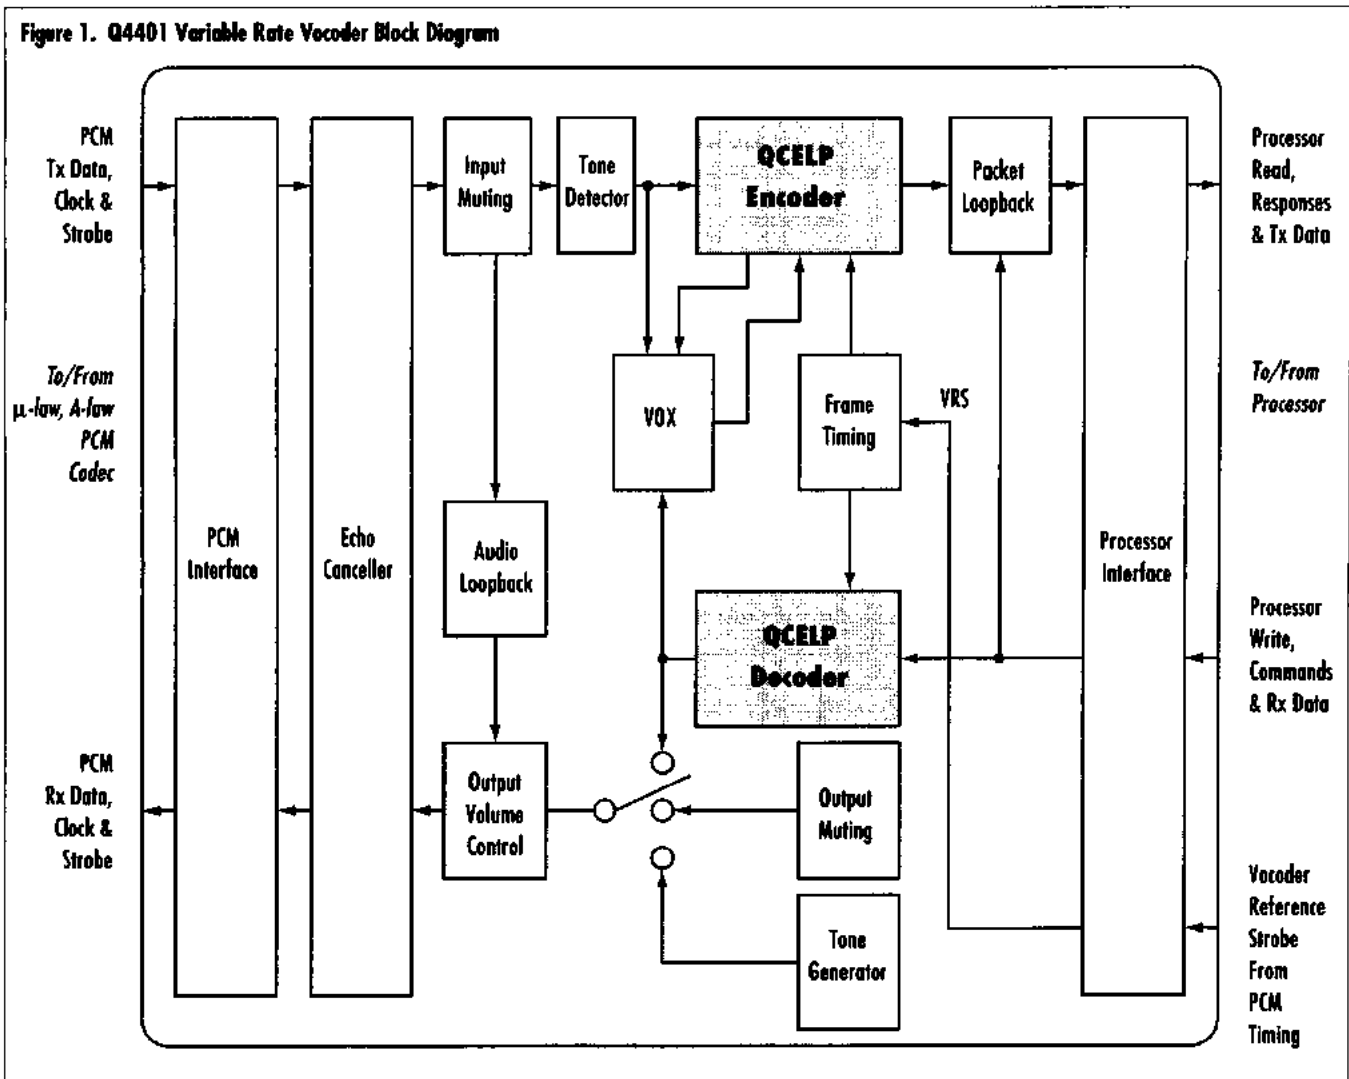 Figure 1. Q4401 Variable Rate Vocoder Block Diagram
PCM
Tx Data,
Clock &
Strobe
Input
Muting
Tone
Detector
QCELP
Encoder
Packet
Loopback
Processor
Read,
Responses
& Tx Data
To/From
μ-law, A-law
PCM
Codec
VOX
Frame
Timing
VRS
To/From
Processor
PCM
Interface
Echo
Canceller
Audio
Loopback
Processor
Interface
QCELP
Decoder
Processor
Write,
Commands
& Rx Data
PCM
Rx Data,
Clock &
Strobe
Output
Volume
Control
Output
Muting
Tone
Generator
Vocoder
Reference
Strobe
From
PCM
Timing